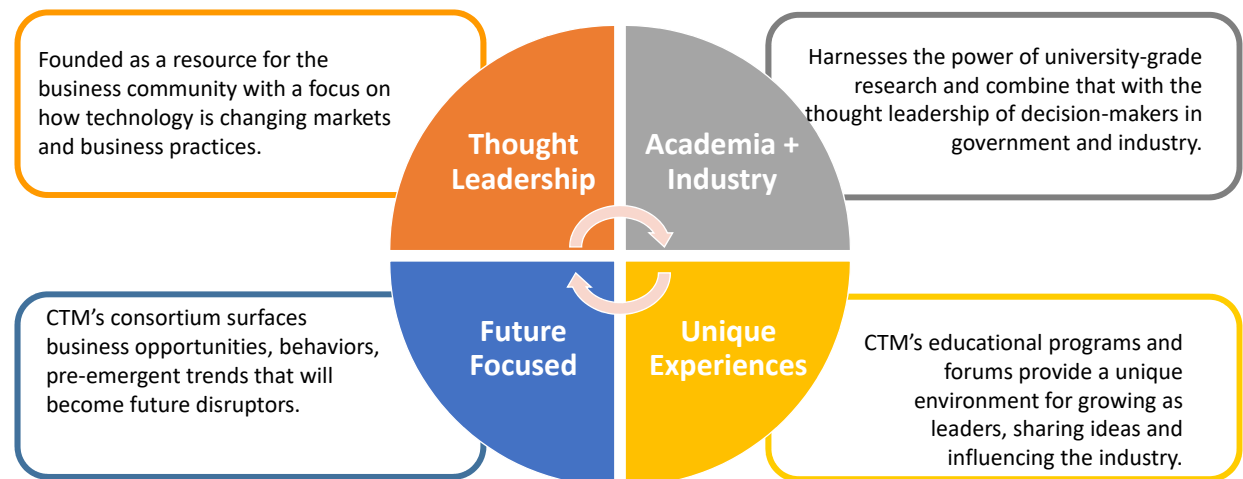 Founded as a resource for the
business community with a focus on
how technology is changing markets
and business practices.
Thought
Leadership
Academia +
Industry
Harnesses the power of university-grade
research and combine that with the
thought leadership of decision-makers in
government and industry.
CTM’s consortium surfaces
business opportunities, behaviors,
pre-emergent trends that will
become future disruptors.
Future
Focused
Unique
Experiences
CTM’s educational programs and
forums provide a unique
environment for growing as
leaders, sharing ideas and
influencing the industry.